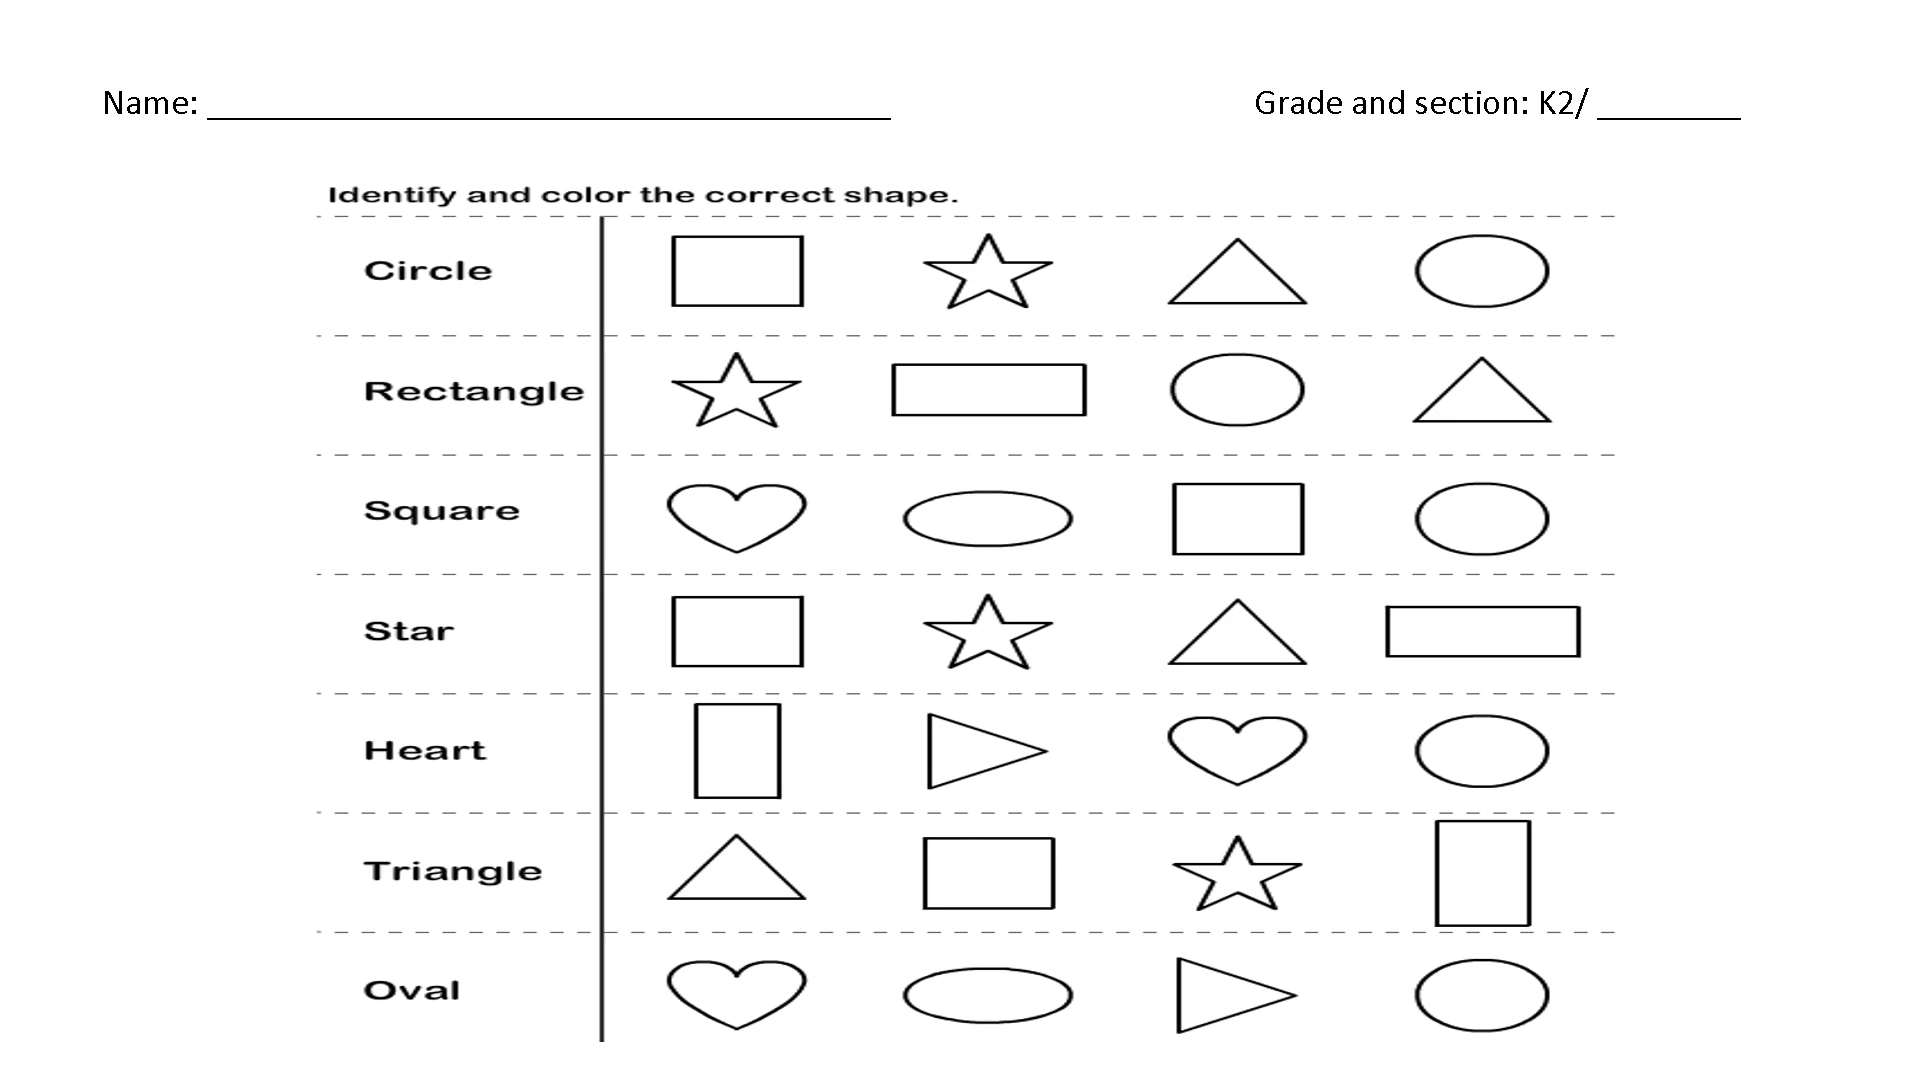 Name: ______________________________________ Grade and section: K2/ ________
Identify and color the correct shape.
Circle
Rectangle
Square
Star
Heart
Triangle
Oval